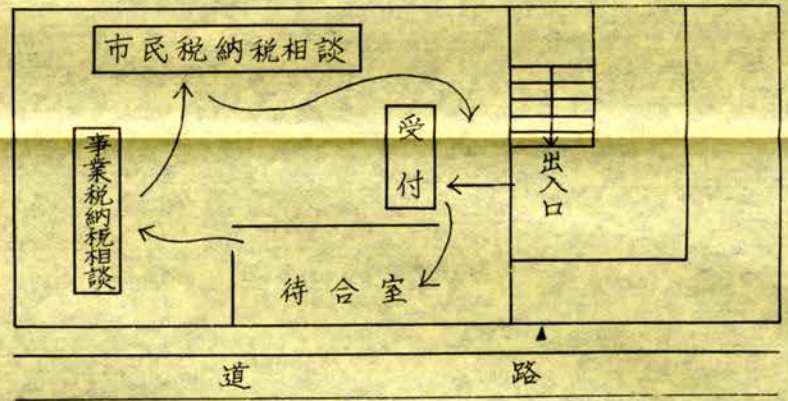 市民税納税相談
受付
事業税納税相談
出入口
待合室
道路